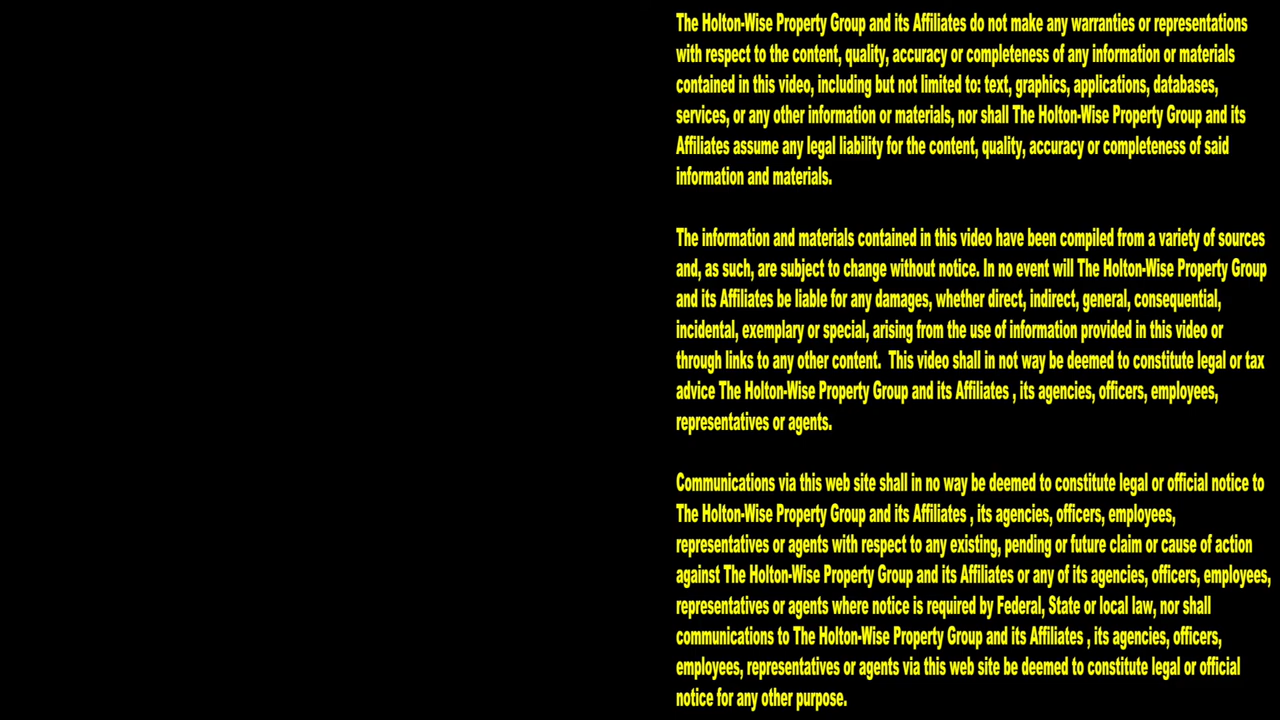 The Holton-Wise Property Group and its Affiliates do not make any warranties or representations
with respect to the content, quality, accuracy or completeness of any information or materials
contained in this video, including but not limited to: text, graphics, applications, databases,
services, or any other information or materials, nor shall The Holton-Wise Property Group and its
Affiliates assume any legal liability for the content, quality, accuracy or completeness of said
information and materials.
The information and materials contained in this video have been compiled from a variety of sources
and, as such, are subject to change without notice. In no event will The Holton-Wise Property Group
and its Affiliates be liable for any damages, whether direct, indirect, general, consequential,
incidental, exemplary or special, arising from the use of information provided in this video or
through links to any other content.  This video shall in not way be deemed to constitute legal or tax
advice The Holton-Wise Property Group and its Affiliates , its agencies, officers, employees,
representatives or agents.
Communications via this web site shall in no way be deemed to constitute legal or official notice to
The Holton-Wise Property Group and its Affiliates , its agencies, officers, employees,
representatives or agents with respect to any existing, pending or future claim or cause of action
against The Holton-Wise Property Group and its Affiliates or any of its agencies, officers, employees,
representatives or agents where notice is required by Federal, State or local law, nor shall
communications to The Holton-Wise Property Group and its Affiliates , its agencies, officers,
employees, representatives or agents via this web site be deemed to constitute legal or official
notice for any other purpose.